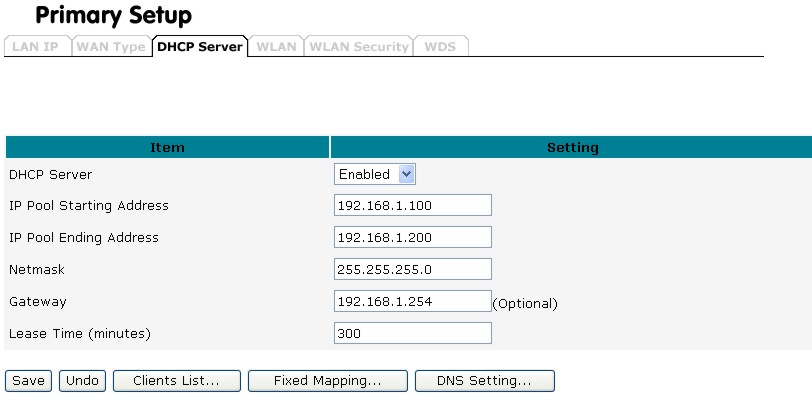 Primary Setup
LAN IP WAN Type DHCP Server WLAN WLAN Security WDS
Item Setting
DHCP Server Enabled
IP Pool Starting Address 192.168.1.100
IP Pool Ending Address 192.168.1.200
Netmask 255.255.255.0
Gateway 192.168.1.254 (Optional)
Lease Time (minutes) 300
Save Undo Clients List... Fixed Mapping... DNS Setting...